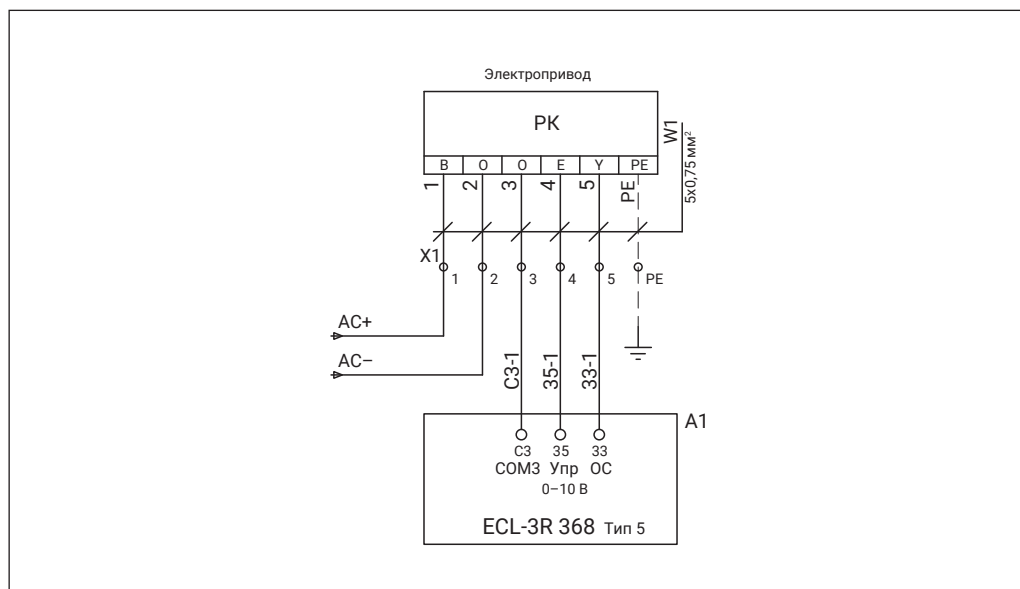 Электропривод
РК
W1
5x0,75 мм²
B O O E Y PE
1 2 3 4 5 PE
X1
1 2 3 4 5 PE
AC+
AC–
C3-1 35-1 33-1
A1
C3 35 33
COM3 Упр ОС
0–10 В
ECL-3R 368 Тип 5